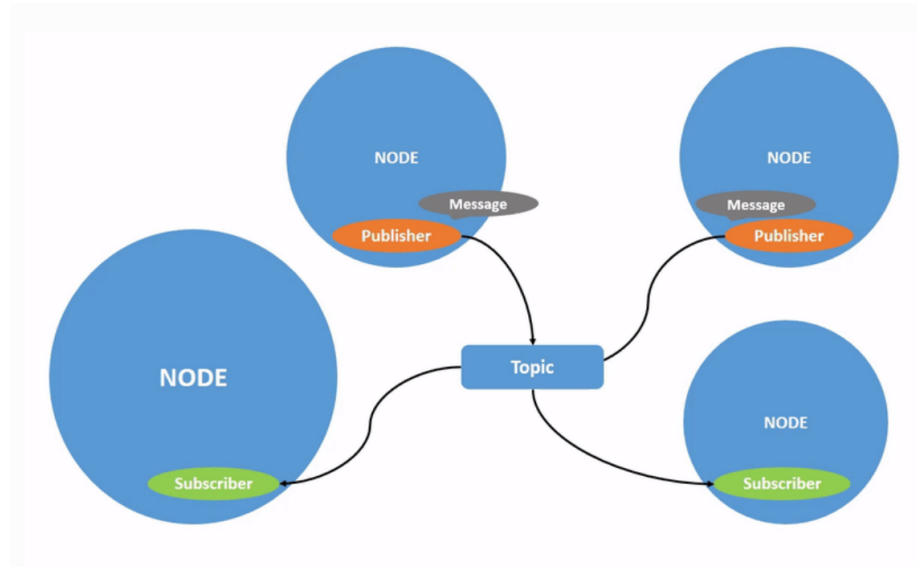 NODE
Message
Publisher
NODE
Message
Publisher
Topic
NODE
Subscriber
NODE
Subscriber